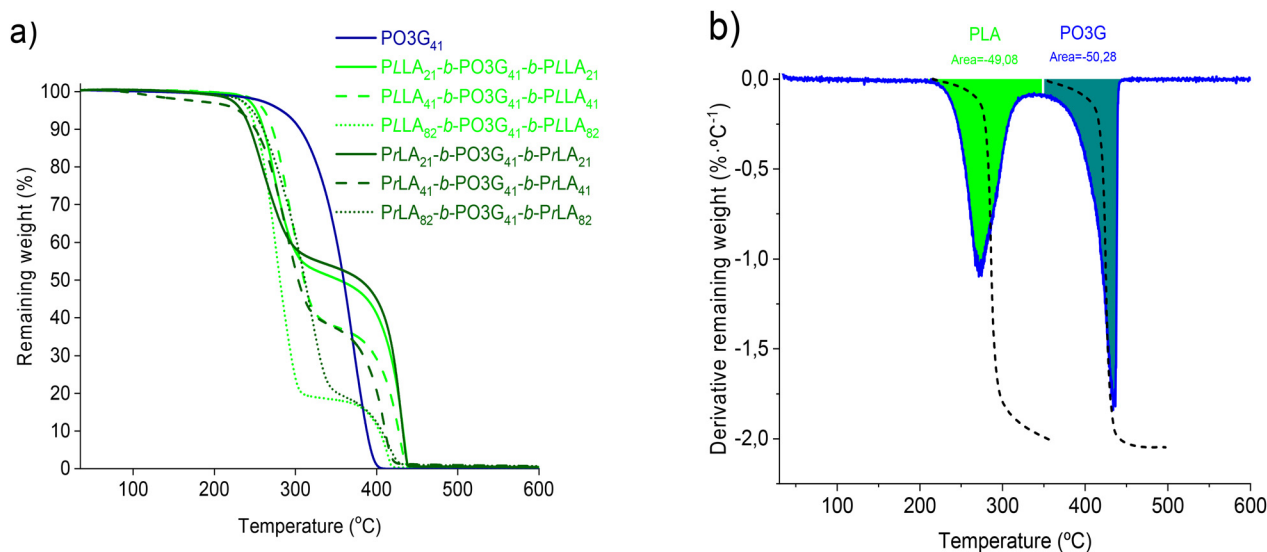 a)
PO3G41
PLLA21-b-PO3G41-b-PLLA21
PLLA41-b-PO3G41-b-PLLA41
PLLA82-b-PO3G41-b-PLLA82
PrLA21-b-PO3G41-b-PrLA21
PrLA41-b-PO3G41-b-PrLA41
PrLA82-b-PO3G41-b-PrLA82
Remaining weight (%)
100
90
80
70
60
50
40
30
20
10
0
100 200 300 400 500 600
Temperature (ºC)
b)
PLA PO3G
Area=-49,08 Area=-50,28
Derivative remaining weight (%·ºC-1)
0,0
-0,5
-1,0
-1,5
-2,0
100 200 300 400 500 600
Temperature (ºC)